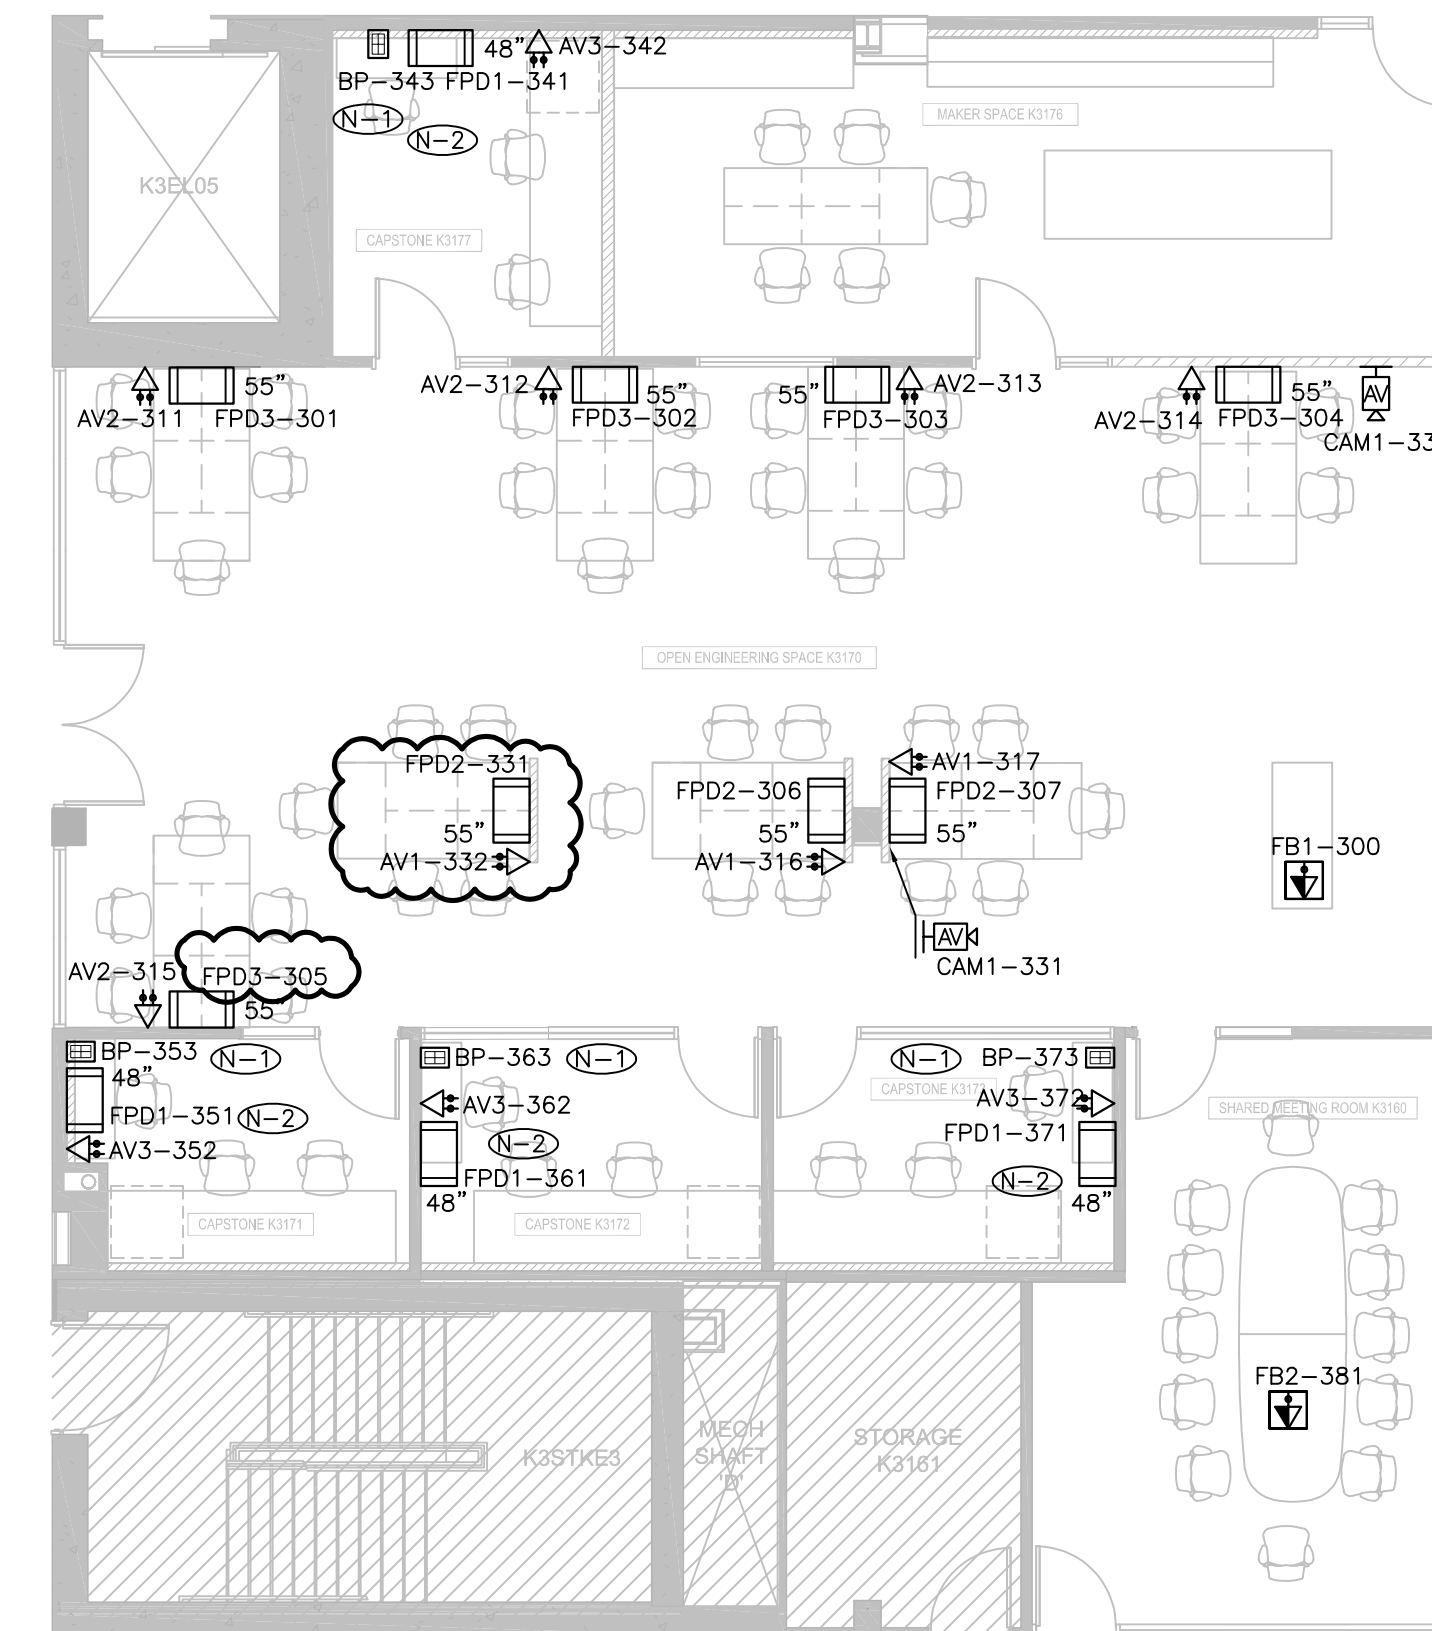 48” AV3-342
BP-343 FPD1-341
N-1
N-2
MAKER SPACE K3176
K3EL05
CAPSTONE K3177
AV2-311
55”
FPD3-301
AV2-312
55”
FPD3-302
55”
AV2-313
FPD3-303
AV2-314
55”
FPD3-304
AV
CAM1-33
OPEN ENGINEERING SPACE K3170
FPD2-331
55”
AV1-332
FPD2-306
55”
AV1-316
AV1-317
FPD2-307
55”
AV
CAM1-331
FB1-300
AV2-315
FPD3-305
55”
BP-353
N-1
48”
FPD1-351
N-2
AV3-352
CAPSTONE K3171
BP-363
N-1
AV3-362
N-2
FPD1-361
48”
CAPSTONE K3172
N-1
BP-373
CAPSTONE K3173
AV3-372
FPD1-371
N-2
48”
SHARED MEETING ROOM K3160
FB2-381
K3STKE3
MECH
SHAFT
'D'
STORAGE
K3161